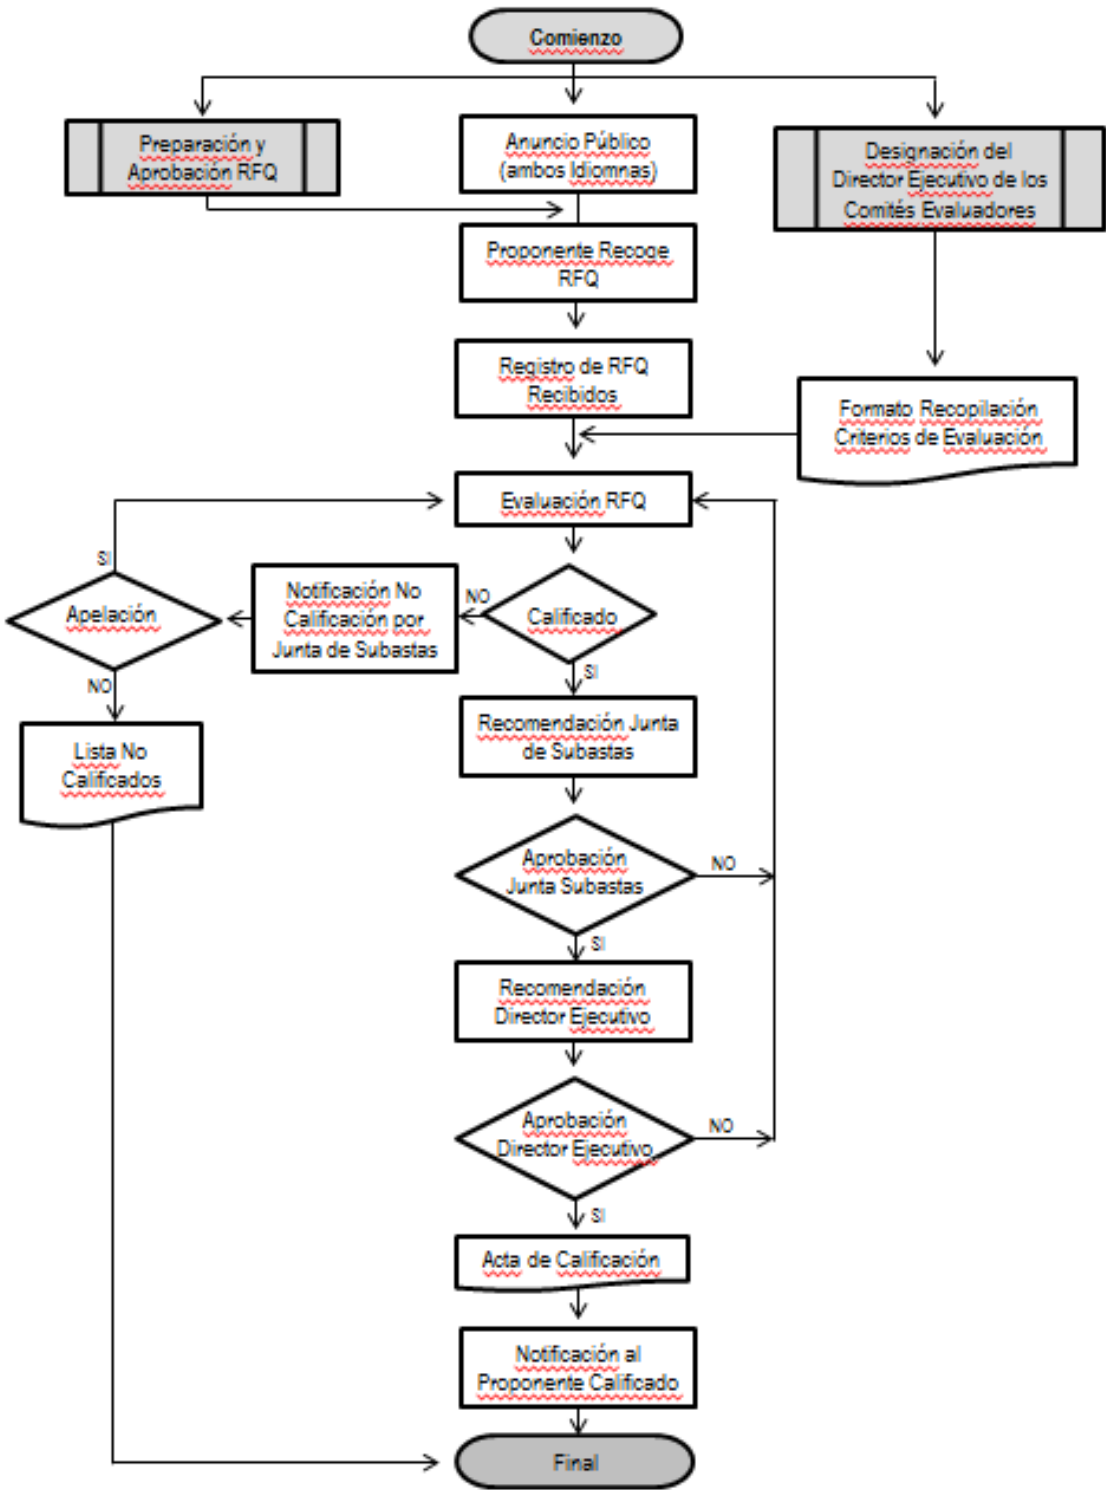 Comienzo
Preparación y
Aprobación RFQ
Anuncio Público
(ambos Idiomnas)
Designación del
Director Ejecutivo de los
Comités Evaluadores
Proponente Recoge
RFQ
Registro de RFQ
Recibidos
Formato Recopilación
Criterios de Evaluación
Evaluación RFQ
SI
Apelación
Notificación No
Calificación por
Junta de Subastas
NO
Calificado
NO
SI
Lista No
Calificados
Recomendación Junta
de Subastas
Aprobación
Junta Subastas
NO
SI
Recomendación
Director Ejecutivo
Aprobación
Director Ejecutivo
NO
SI
Acta de Calificación
Notificación al
Proponente Calificado
Final